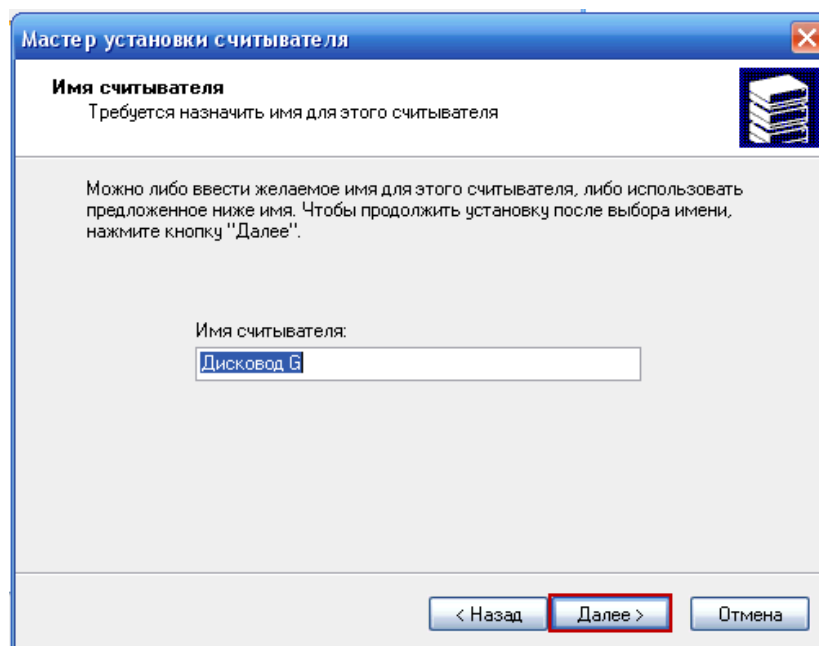 Мастер установки считывателя
Имя считывателя
Требуется назначить имя для этого считывателя
Можно либо ввести желаемое имя для этого считывателя, либо использовать
предложенное ниже имя. Чтобы продолжить установку после выбора имени,
нажмите кнопку "Далее".
Имя считывателя:
Дисковод G
< Назад Далее > Отмена